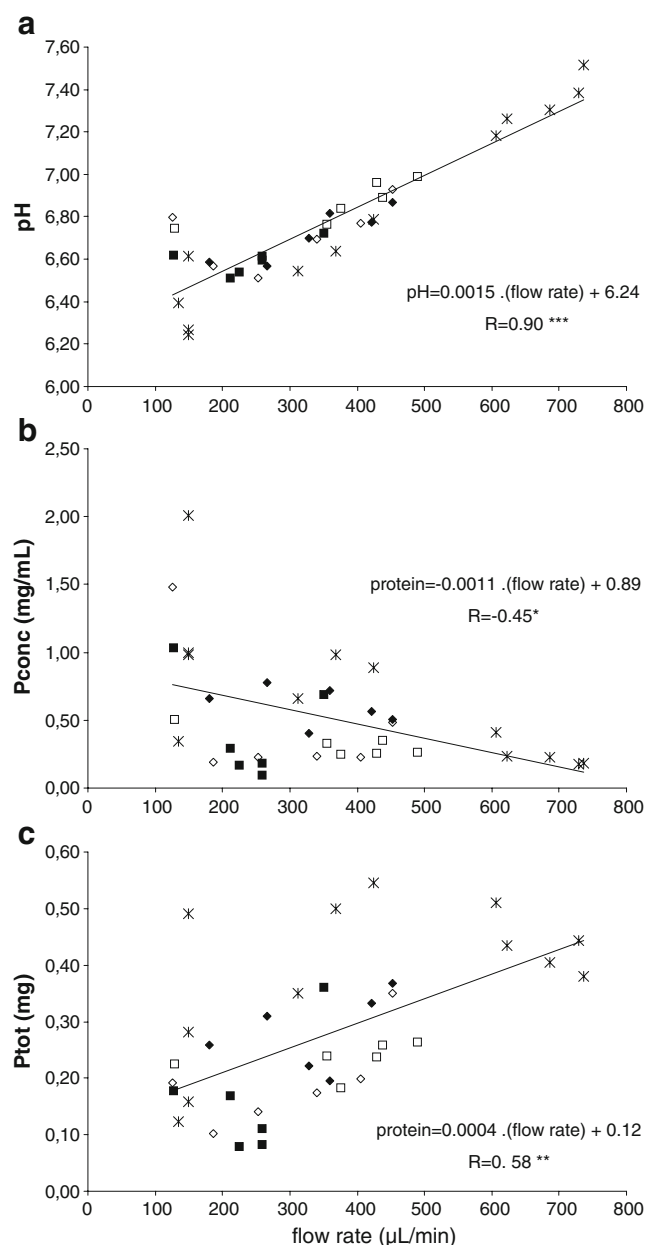 a
7,60
7,40
7,20
7,00
6,80
6,60
6,40
6,20
6,00
pH
pH=0.0015 .(flow rate) + 6.24
R=0.90 ***
0 100 200 300 400 500 600 700 800
b
2,50
2,00
1,50
1,00
0,50
0,00
Pconc (mg/mL)
protein=-0.0011 .(flow rate) + 0.89
R=-0.45*
0 100 200 300 400 500 600 700 800
c
0,60
0,50
0,40
0,30
0,20
0,10
0,00
Ptot (mg)
protein=0.0004 .(flow rate) + 0.12
R=0. 58 **
0 100 200 300 400 500 600 700 800
flow rate (µL/min)